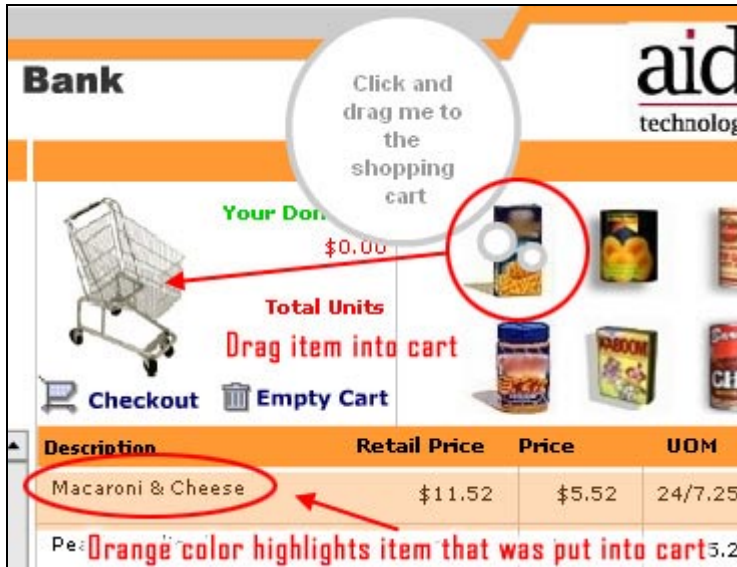 Bank
Click and
drag me to
the
shopping
cart
aid
technolog
Your Don
$0.00
Total Units
Drag item into cart
KABOOM
Checkout
Empty Cart
Description Retail Price Price UOM
Macaroni & Cheese $11.52 $5.52 24/7.25
Orange color highlights item that was put into cart